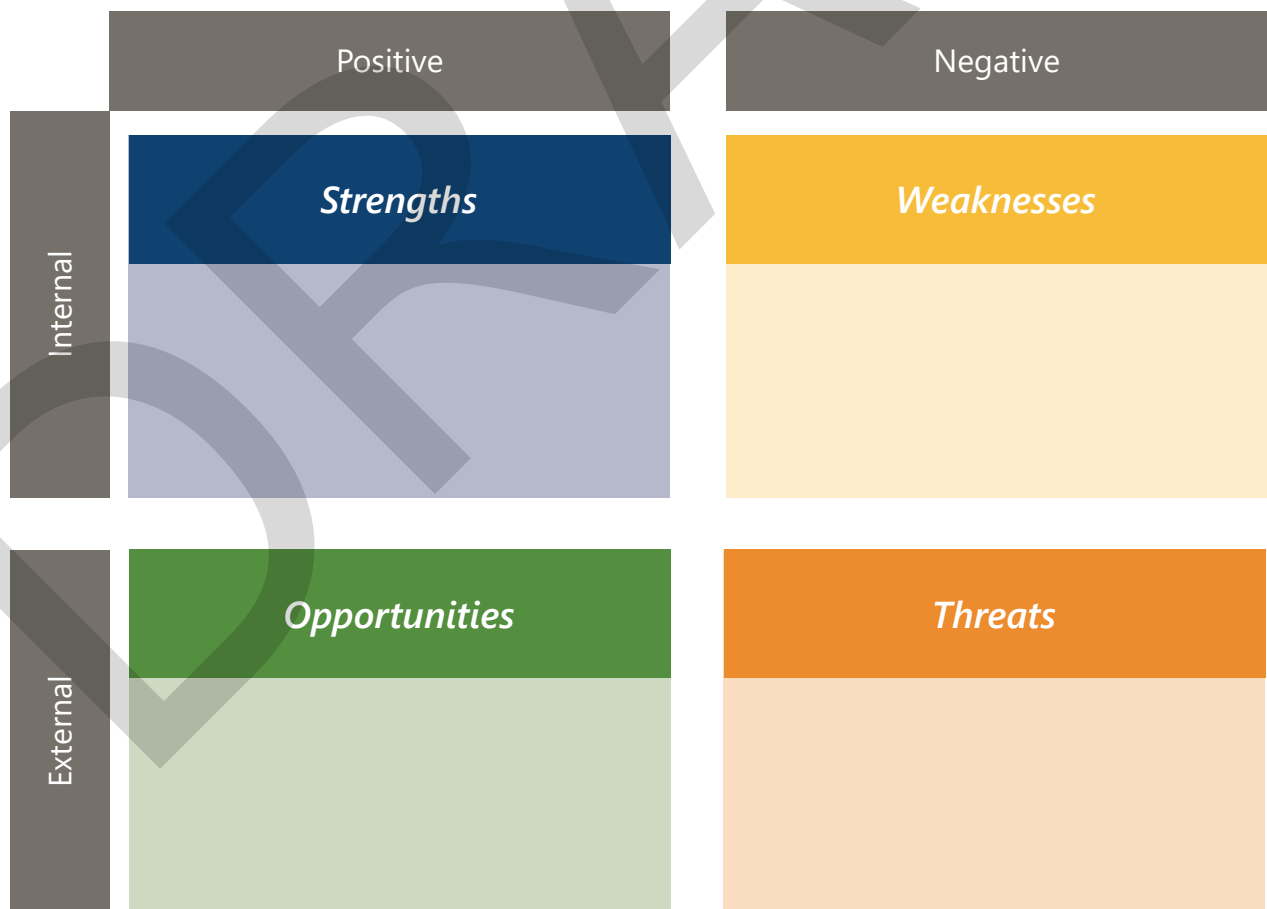 Positive
Negative
Internal
Strengths
Weaknesses
External
Opportunities
Threats